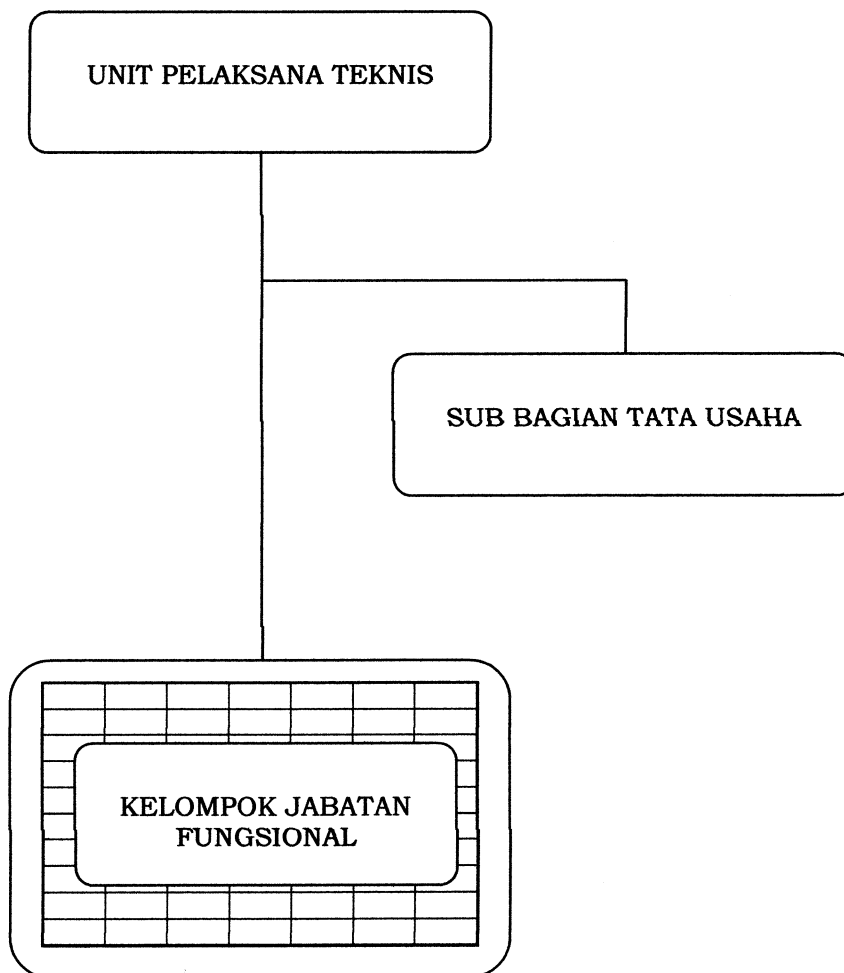 UNIT PELAKSANA TEKNIS
SUB BAGIAN TATA USAHA
KELOMPOK JABATAN
FUNGSIONAL